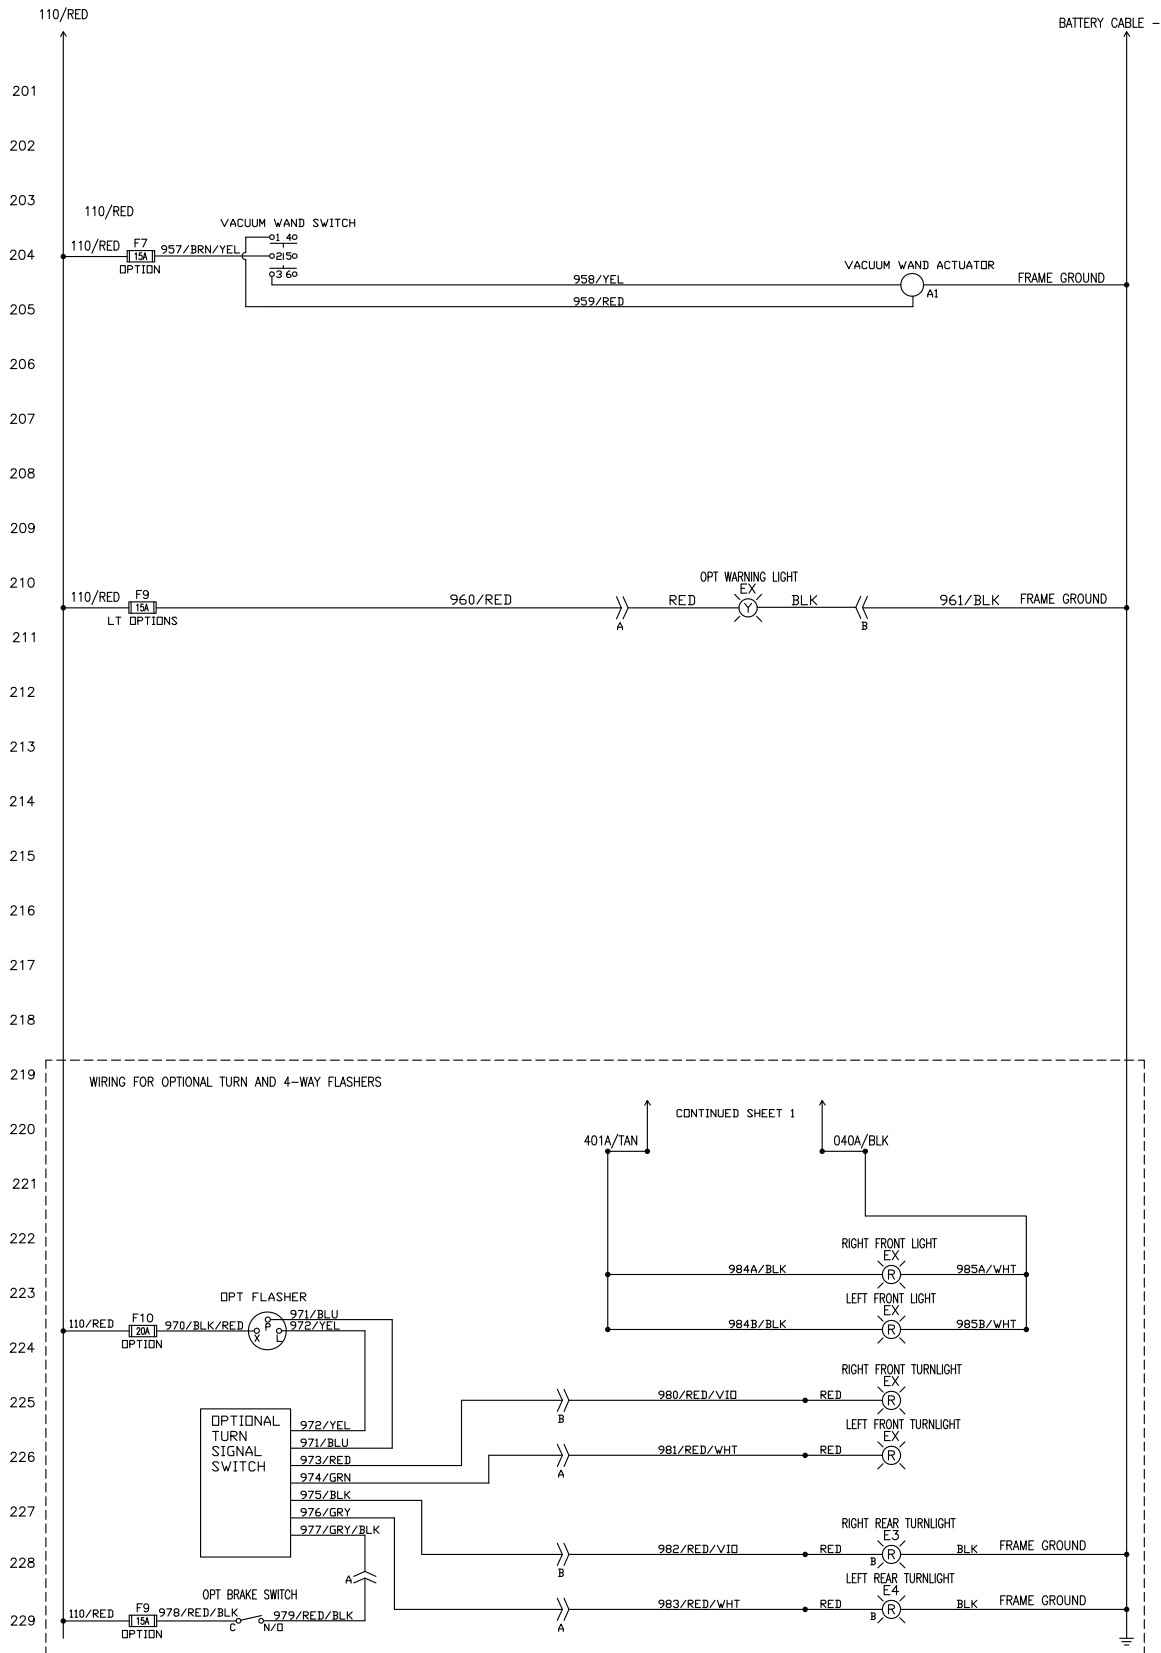 110/RED
BATTERY CABLE -
201
202
203
110/RED
VACUUM WAND SWITCH
204
110/RED
F7
15A
OPTION
957/BRN/YEL
1 4
2 5
3 6
VACUUM WAND ACTUATOR
A1
958/YEL
FRAME GROUND
205
959/RED
206
207
208
209
210
OPT WARNING LIGHT
EX
110/RED
F9
15A
LT OPTIONS
960/RED
A
RED
Y
BLK
B
961/BLK
FRAME GROUND
211
212
213
214
215
216
217
218
219
WIRING FOR OPTIONAL TURN AND 4-WAY FLASHERS
CONTINUED SHEET 1
220
401A/TAN
040A/BLK
221
222
RIGHT FRONT LIGHT
EX
984A/BLK
R
985A/WHT
223
OPT FLASHER
LEFT FRONT LIGHT
EX
984B/BLK
R
985B/WHT
110/RED
F10
20A
OPTION
970/BLK/RED
X
P
L
971/BLU
972/YEL
224
RIGHT FRONT TURNLIGHT
EX
225
980/RED/VIO
RED
R
B
OPTIONAL
TURN
SIGNAL
SWITCH
972/YEL
971/BLU
973/RED
974/GRN
975/BLK
976/GRY
977/GRY/BLK
LEFT FRONT TURNLIGHT
EX
226
981/RED/WHT
RED
R
A
227
RIGHT REAR TURNLIGHT
E3
228
982/RED/VIO
RED
B
R
BLK
FRAME GROUND
B
A
LEFT REAR TURNLIGHT
E4
OPT BRAKE SWITCH
229
110/RED
F9
15A
OPTION
978/RED/BLK
C
N/O
979/RED/BLK
983/RED/WHT
A
RED
B
R
BLK
FRAME GROUND